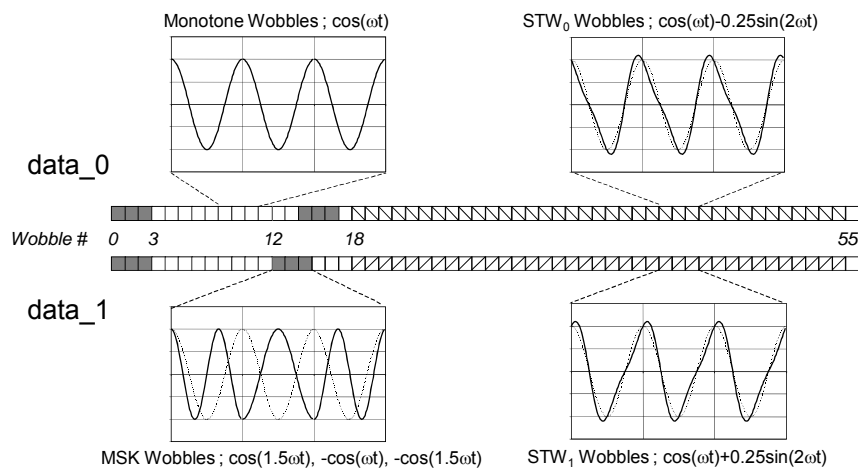 Monotone Wobbles ; cos(ωt)
STW₀ Wobbles ; cos(ωt)-0.25sin(2ωt)
data_0
Wobble # 0 3 12 18 55
data_1
MSK Wobbles ; cos(1.5ωt), -cos(ωt), -cos(1.5ωt)
STW₁ Wobbles ; cos(ωt)+0.25sin(2ωt)